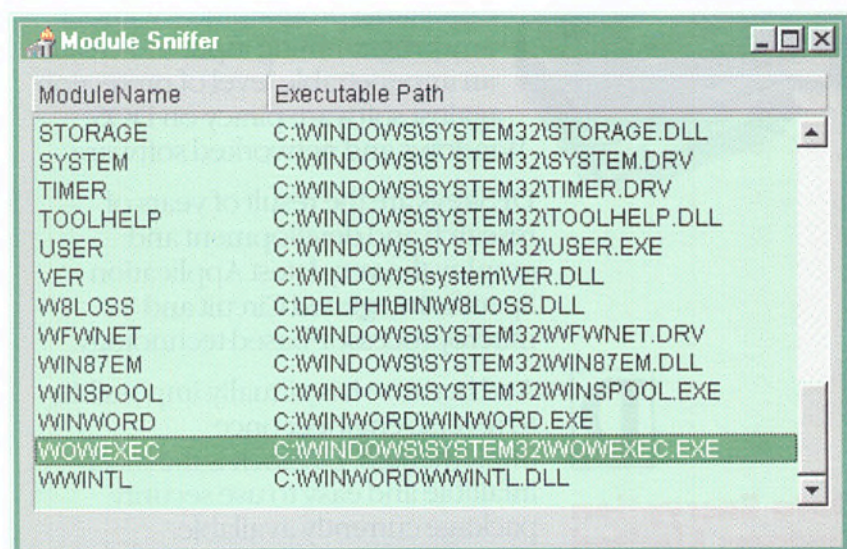 Module Sniffer
ModuleName Executable Path
STORAGE C:\WINDOWS\SYSTEM32\STORAGE.DLL
SYSTEM C:\WINDOWS\SYSTEM32\SYSTEM.DRV
TIMER C:\WINDOWS\SYSTEM32\TIMER.DRV
TOOLHELP C:\WINDOWS\SYSTEM32\TOOLHELP.DLL
USER C:\WINDOWS\SYSTEM32\USER.EXE
VER C:\WINDOWS\system\VER.DLL
W8LOSS C:\DELPHI\BIN\W8LOSS.DLL
WFWNET C:\WINDOWS\SYSTEM32\WFWNET.DRV
WIN87EM C:\WINDOWS\SYSTEM32\WIN87EM.DLL
WINSPOOL C:\WINDOWS\SYSTEM32\WINSPOOL.EXE
WINWORD C:\WINWORD\WINWORD.EXE
WOWEXEC C:\WINDOWS\SYSTEM32\WOWEXEC.EXE
WWINTL C:\WINWORD\WWINTL.DLL